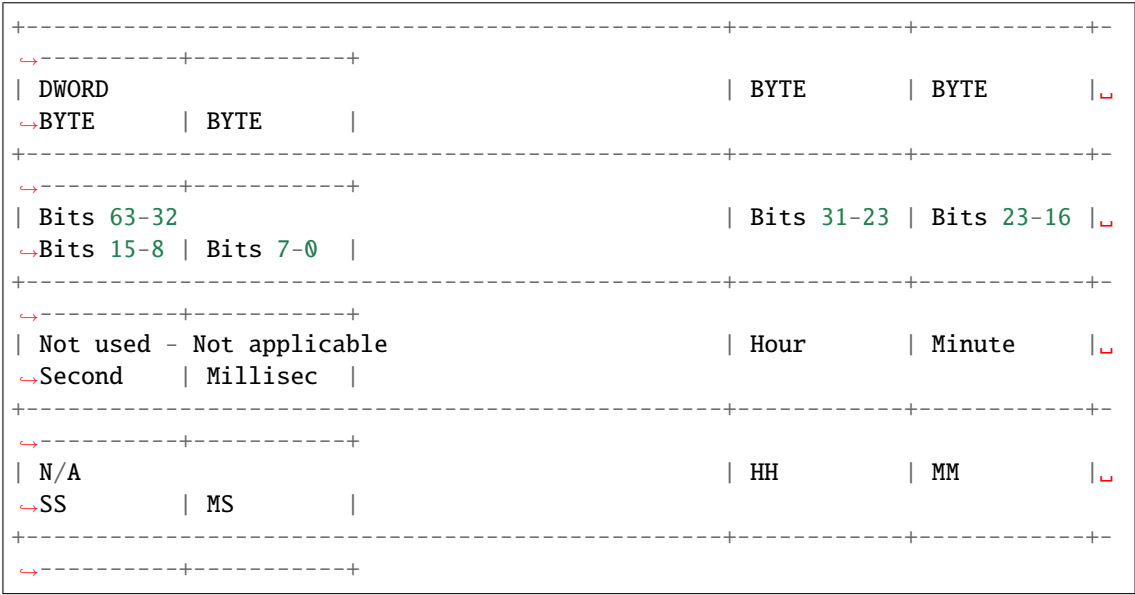 +--------------------------------------------------+------------+------------+-
↪----------+-----------+
| DWORD                                            | BYTE       | BYTE       |␣
↪BYTE      | BYTE      |
+--------------------------------------------------+------------+------------+-
↪----------+-----------+
| Bits 63-32                                       | Bits 31-23 | Bits 23-16 |␣
↪Bits 15-8 | Bits 7-0  |
+--------------------------------------------------+------------+------------+-
↪----------+-----------+
| Not used - Not applicable                        | Hour       | Minute     |␣
↪Second    | Millisec  |
+--------------------------------------------------+------------+------------+-
↪----------+-----------+
| N/A                                              | HH         | MM         |␣
↪SS        | MS        |
+--------------------------------------------------+------------+------------+-
↪----------+-----------+